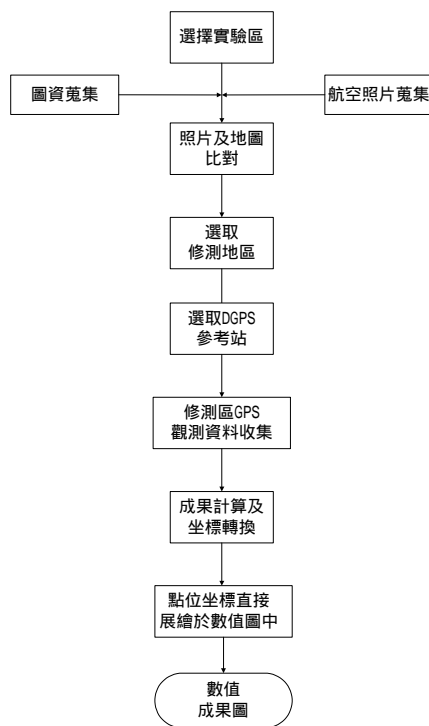 選擇實驗區
圖資蒐集
航空照片蒐集
照片及地圖
比對
選取
修測地區
選取DGPS
參考站
修測區GPS
觀測資料收集
成果計算及
坐標轉換
點位坐標直接
展繪於數值圖中
數值
成果圖